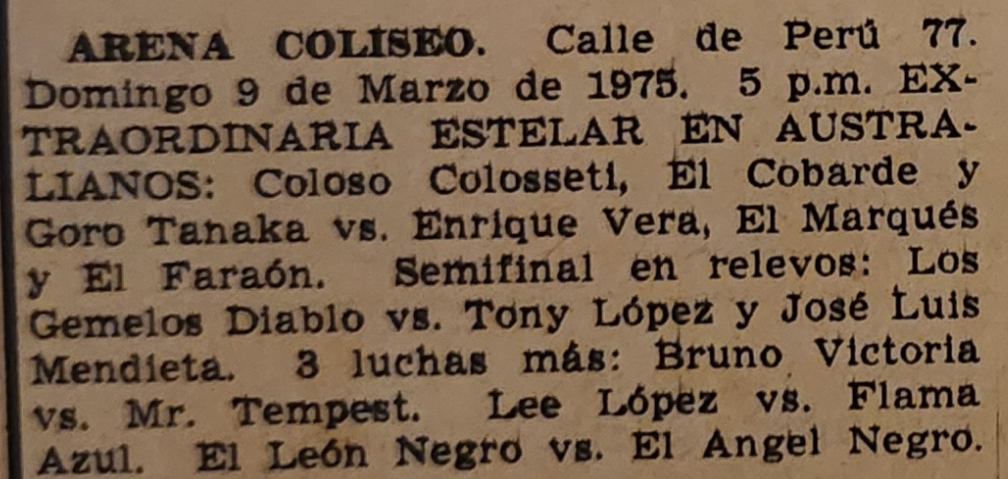 ARENA COLISEO. Calle de Perú 77.
Domingo 9 de Marzo de 1975. 5 p.m. EX-
TRAORDINARIA ESTELAR EN AUSTRA-
LIANOS: Coloso Colosseti, El Cobarde y
Goro Tanaka vs. Enrique Vera, El Marqués
y El Faraón. Semifinal en relevos: Los
Gemelos Diablo vs. Tony López y José Luis
Mendieta. 3 luchas más: Bruno Victoria
vs. Mr. Tempest. Lee López vs. Flama
Azul. El León Negro vs. El Angel Negro.